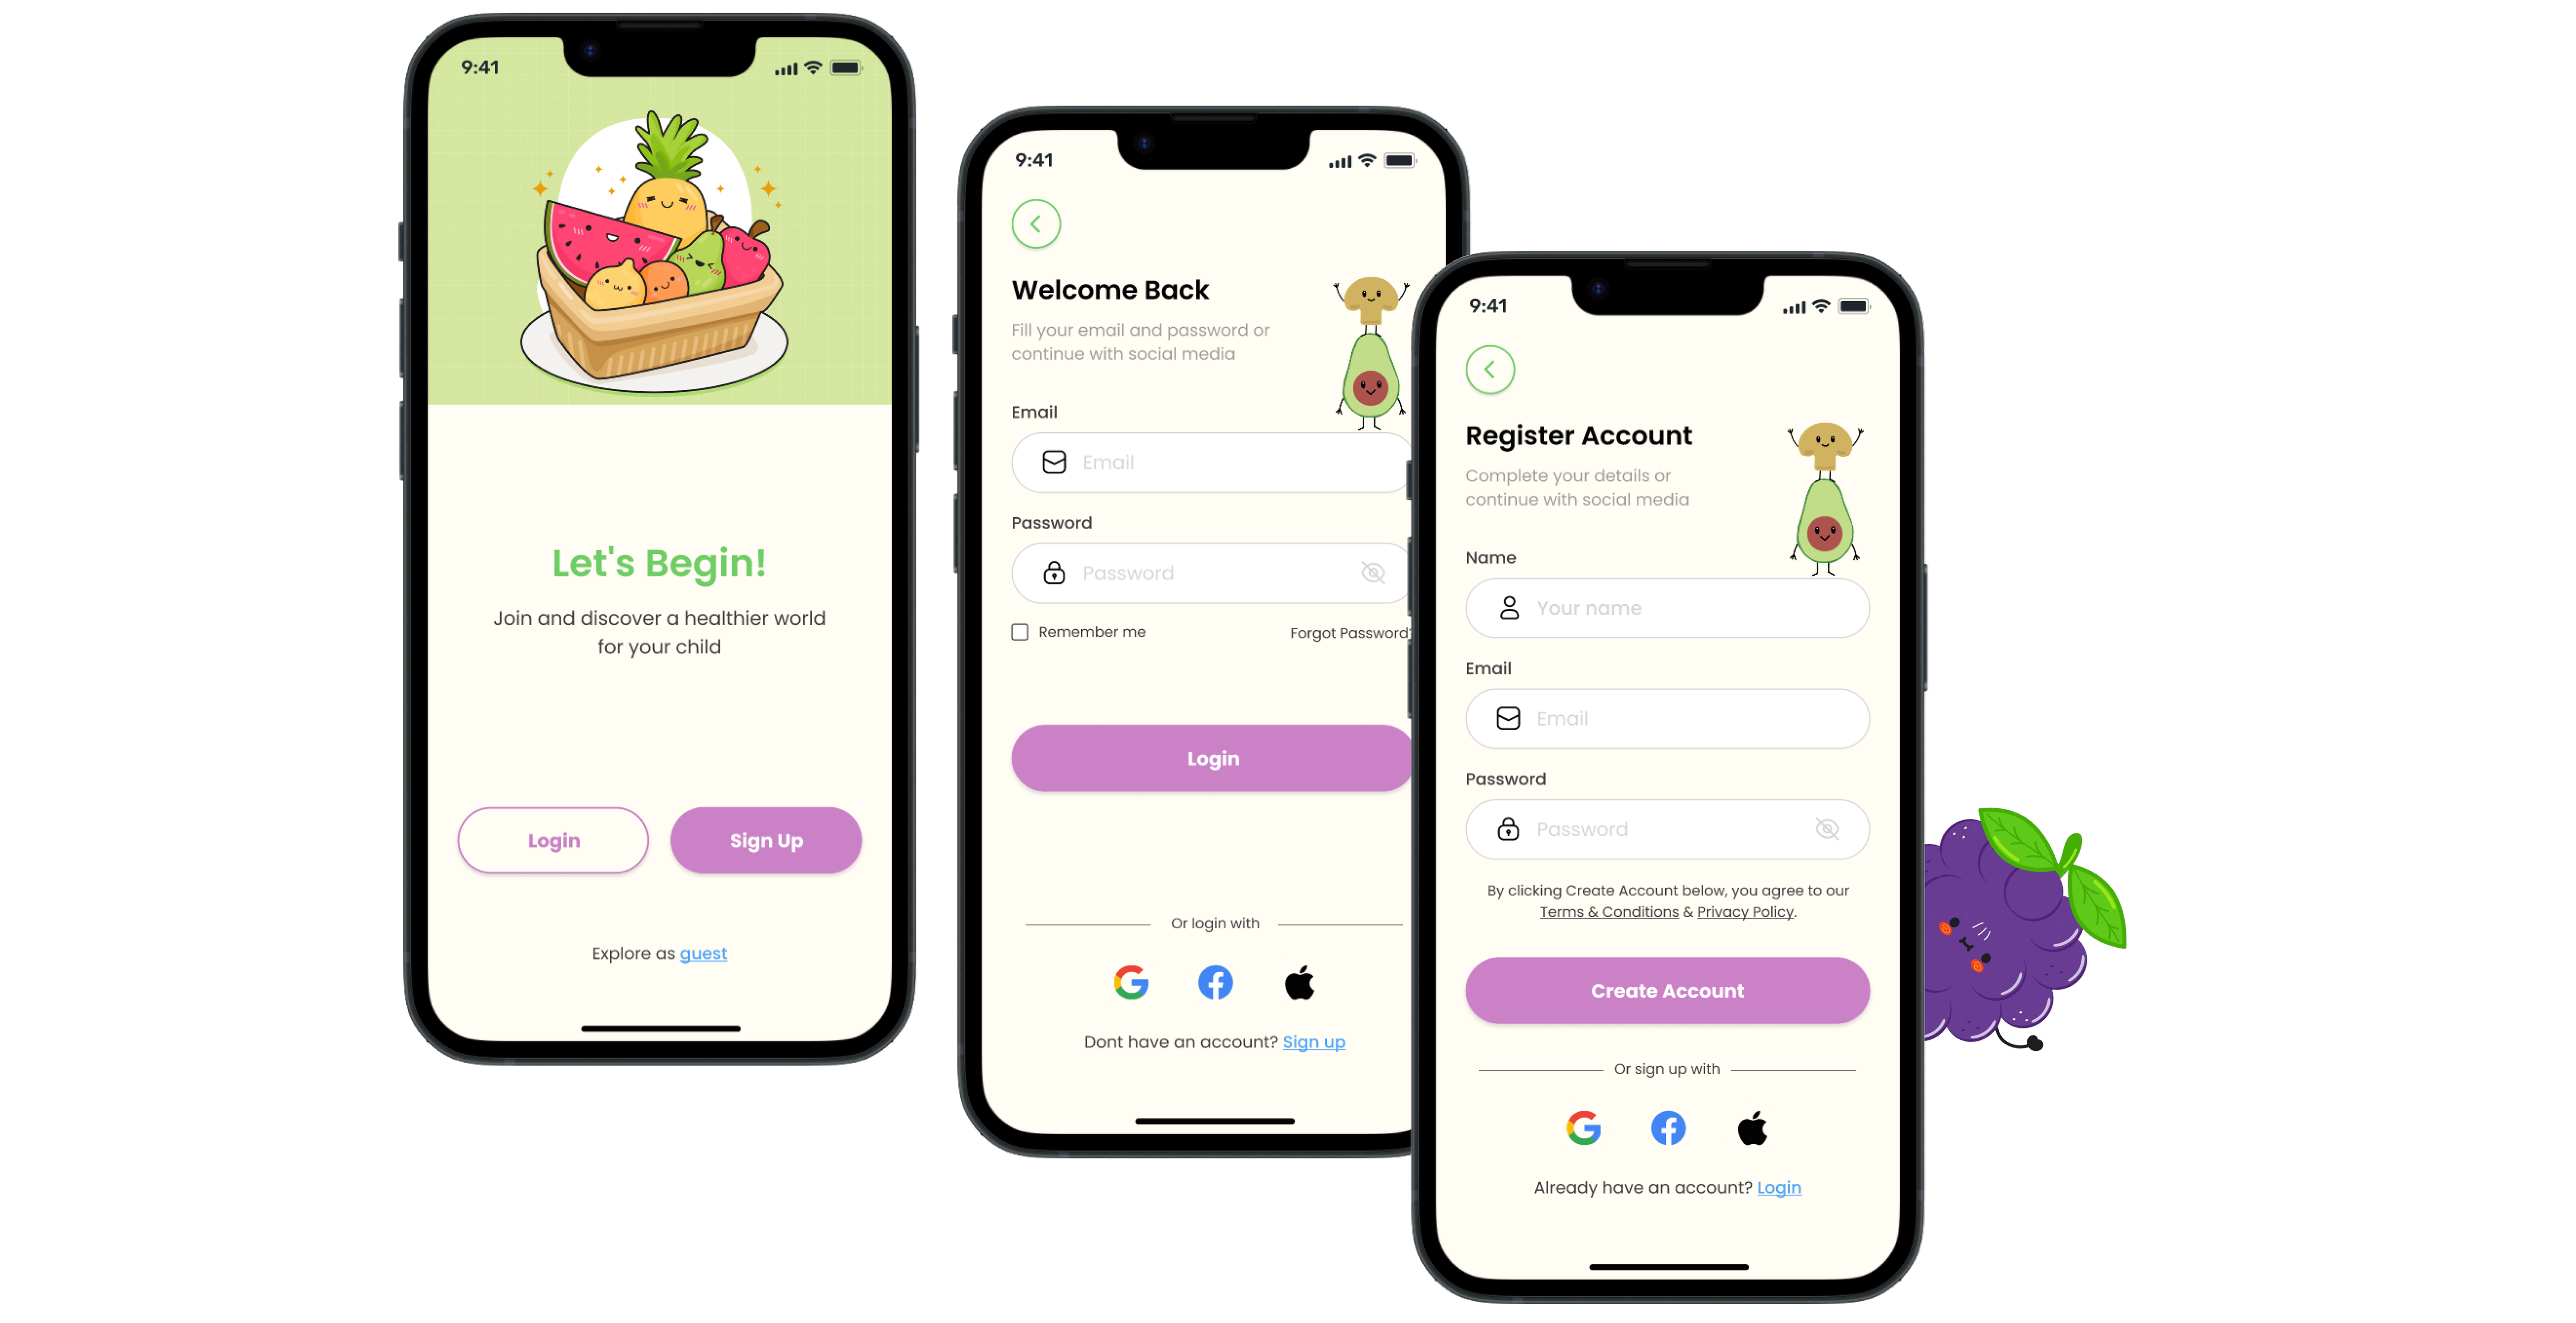 9:41
Let's Begin!
Join and discover a healthier world
for your child
Login
Sign Up
Explore as guest
9:41
Welcome Back
Fill your email and password or
continue with social media
Email
Email
Password
Password
Remember me
Forgot Password?
Login
Or login with
Dont have an account? Sign up
9:41
Register Account
Complete your details or
continue with social media
Name
Your name
Email
Email
Password
Password
By clicking Create Account below, you agree to our
Terms & Conditions & Privacy Policy.
Create Account
Or sign up with
Already have an account? Login